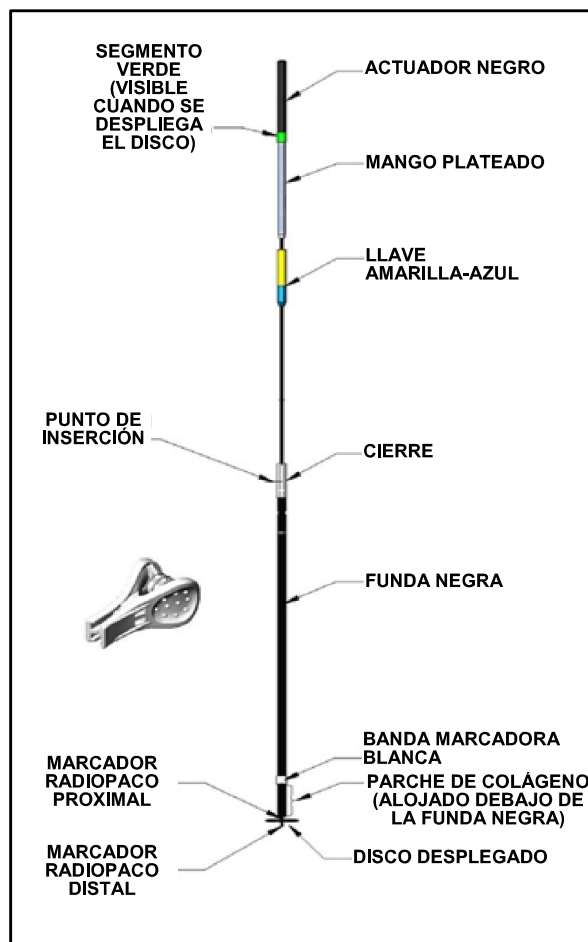 SEGMENTO
VERDE
(VISIBLE
CUANDO SE
DESPLIEGA
EL DISCO)
ACTUADOR NEGRO
MANGO PLATEADO
LLAVE
AMARILLA-AZUL
PUNTO DE
INSERCIÓN
CIERRE
FUNDA NEGRA
BANDA MARCADORA
BLANCA
MARCADOR
RADIOPACO
PROXIMAL
PARCHE DE COLÁGENO
(ALOJADO DEBAJO DE
LA FUNDA NEGRA)
MARCADOR
RADIOPACO
DISTAL
DISCO DESPLEGADO